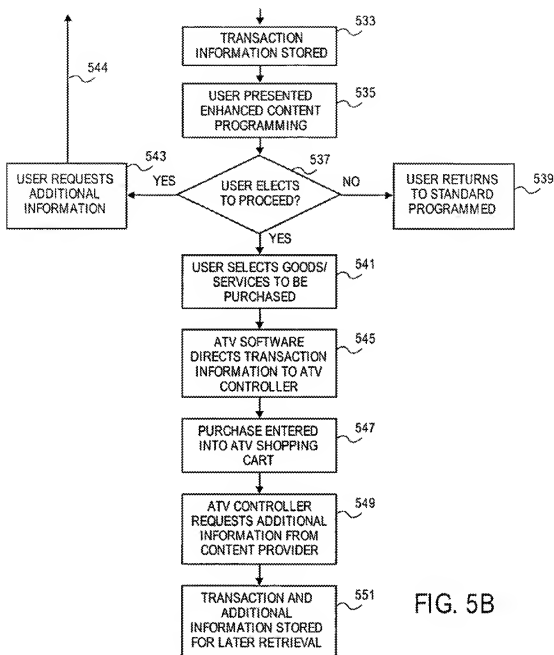 533
TRANSACTION
INFORMATION STORED
544
535
USER PRESENTED
ENHANCED CONTENT
PROGRAMMING
543
537
USER REQUESTS
ADDITIONAL
INFORMATION
YES
USER ELECTS
TO PROCEED?
NO
USER RETURNS
TO STANDARD
PROGRAMMED
539
YES
USER SELECTS GOODS/
SERVICES TO BE
PURCHASED
541
ATV SOFTWARE
DIRECTS TRANSACTION
INFORMATION TO ATV
CONTROLLER
545
PURCHASE ENTERED
INTO ATV SHOPPING
CART
547
ATV CONTROLLER
REQUESTS ADDITIONAL
INFORMATION FROM
CONTENT PROVIDER
549
TRANSACTION AND
ADDITIONAL
INFORMATION STORED
FOR LATER RETRIEVAL
551
FIG. 5B